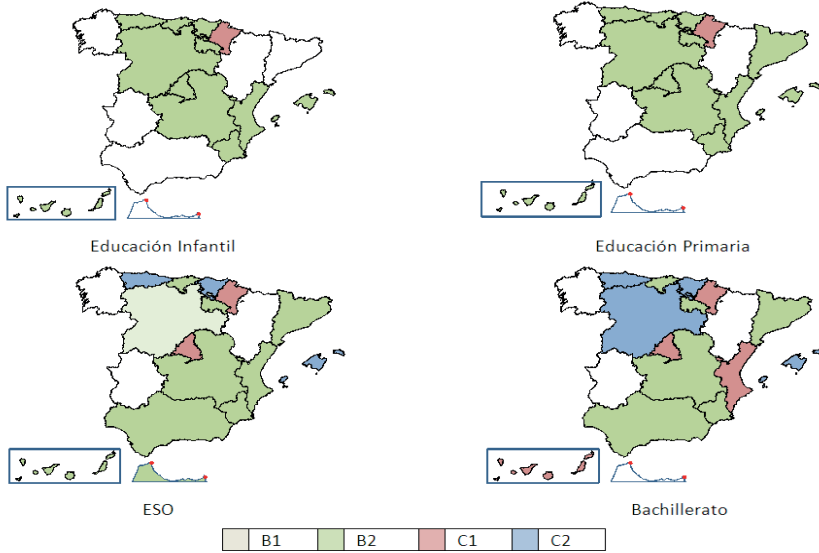 Educación Infantil
Educación Primaria
ESO
Bachillerato
B1 B2 C1 C2